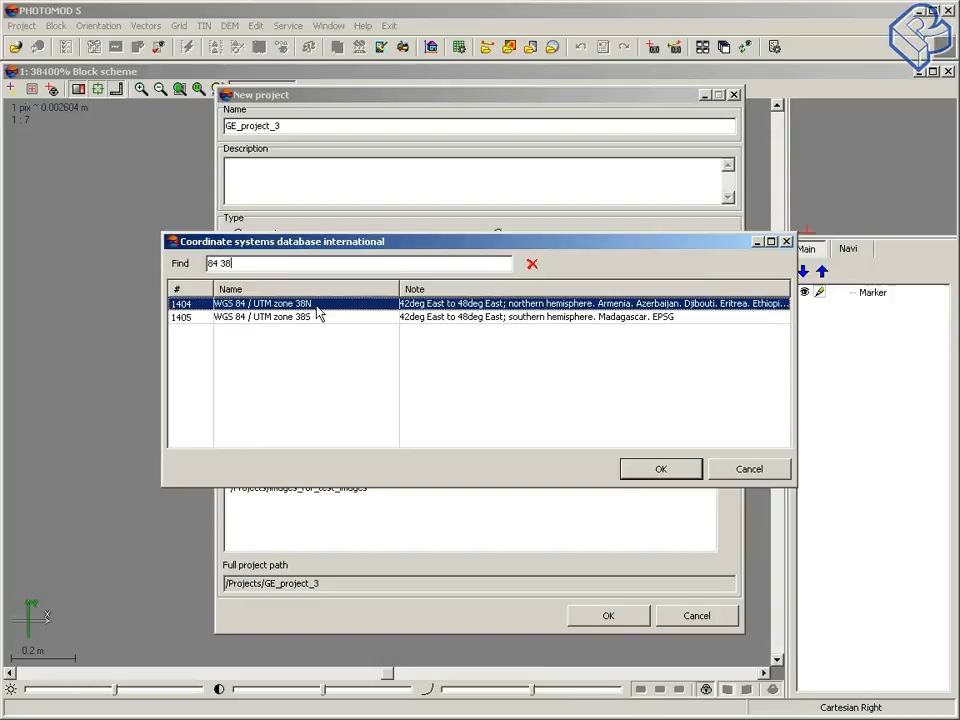 PHOTOMOD 5
Project Block Orientation Vectors Grid TIN DEM Edit Service Window Help Exit
1: 38400% Block scheme
1 pix ~ 0.002604 m
1 : 7
New project
Name
GE_project_3
Description
Type
Coordinate systems database international
Find 84 38
# Name Note
1404 WGS 84 / UTM zone 38N 42deg East to 48deg East; northern hemisphere. Armenia. Azerbaijan. Djibouti. Eritrea. Ethiopi...
1405 WGS 84 / UTM zone 38S 42deg East to 48deg East; southern hemisphere. Madagascar. EPSG
OK Cancel
/Projects/images_for_test_images
Full project path
/Projects/GE_project_3
OK Cancel
Main Navi
Marker
Y
X
0.2 m
Cartesian Right